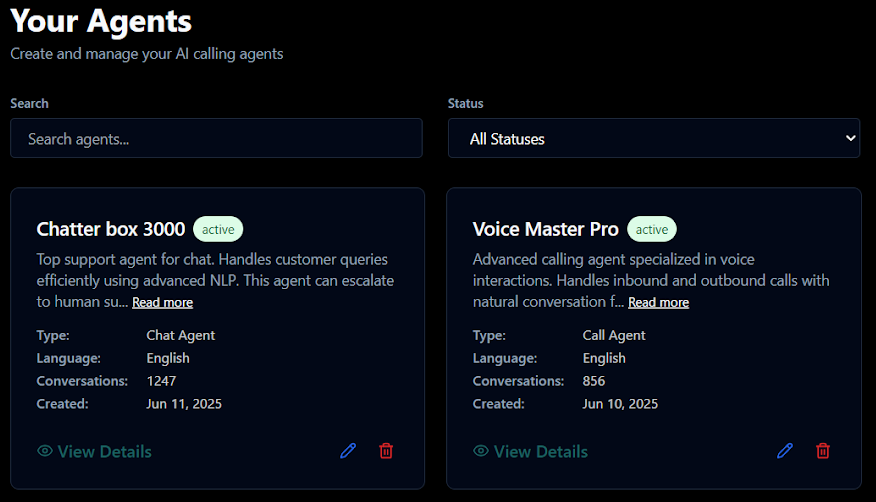 Your Agents
Create and manage your AI calling agents
Search
Status
Search agents...
All Statuses
Chatter box 3000 active
Top support agent for chat. Handles customer queries
efficiently using advanced NLP. This agent can escalate
to human su... Read more
Type: Chat Agent
Language: English
Conversations: 1247
Created: Jun 11, 2025
View Details
Voice Master Pro active
Advanced calling agent specialized in voice
interactions. Handles inbound and outbound calls with
natural conversation f... Read more
Type: Call Agent
Language: English
Conversations: 856
Created: Jun 10, 2025
View Details